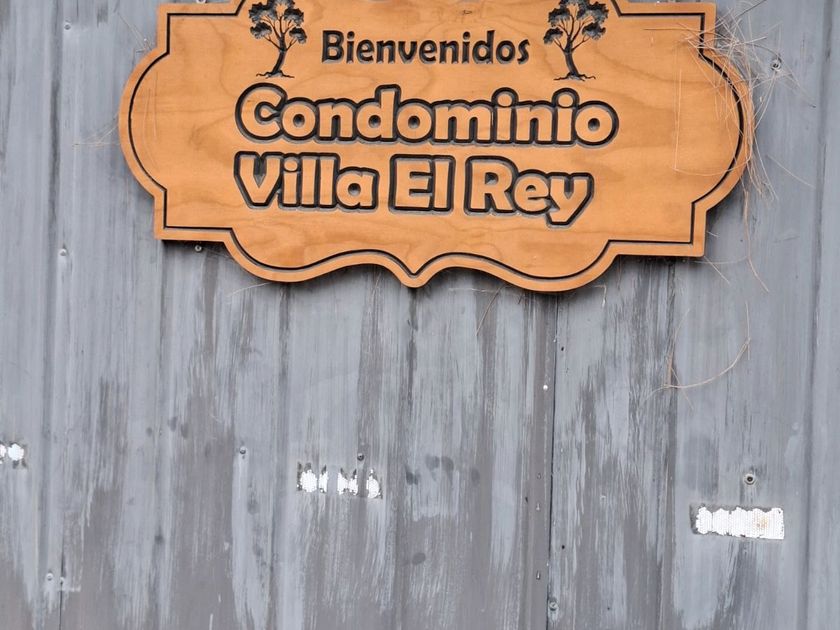 Bienvenidos
Condominio
Villa El Rey